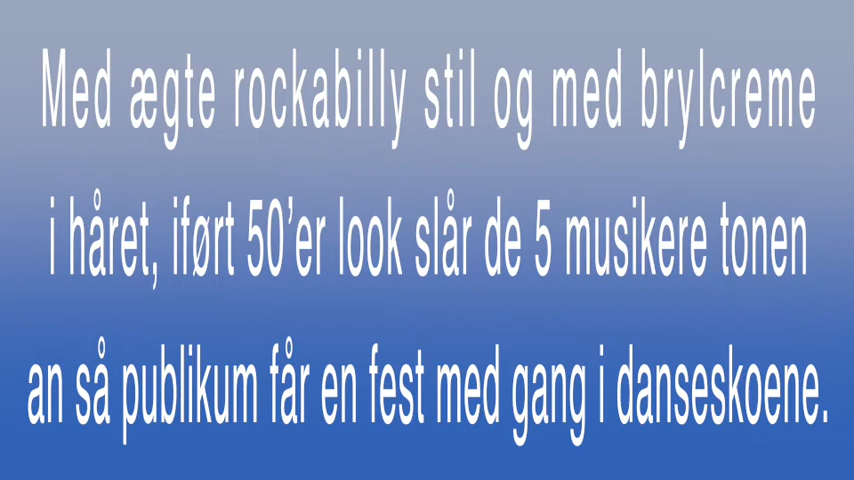 Med ægte rockabilly stil og med brylcreme
i håret, iført 50’er look slår de 5 musikere tonen
an så publikum får en fest med gang i danseskoene.